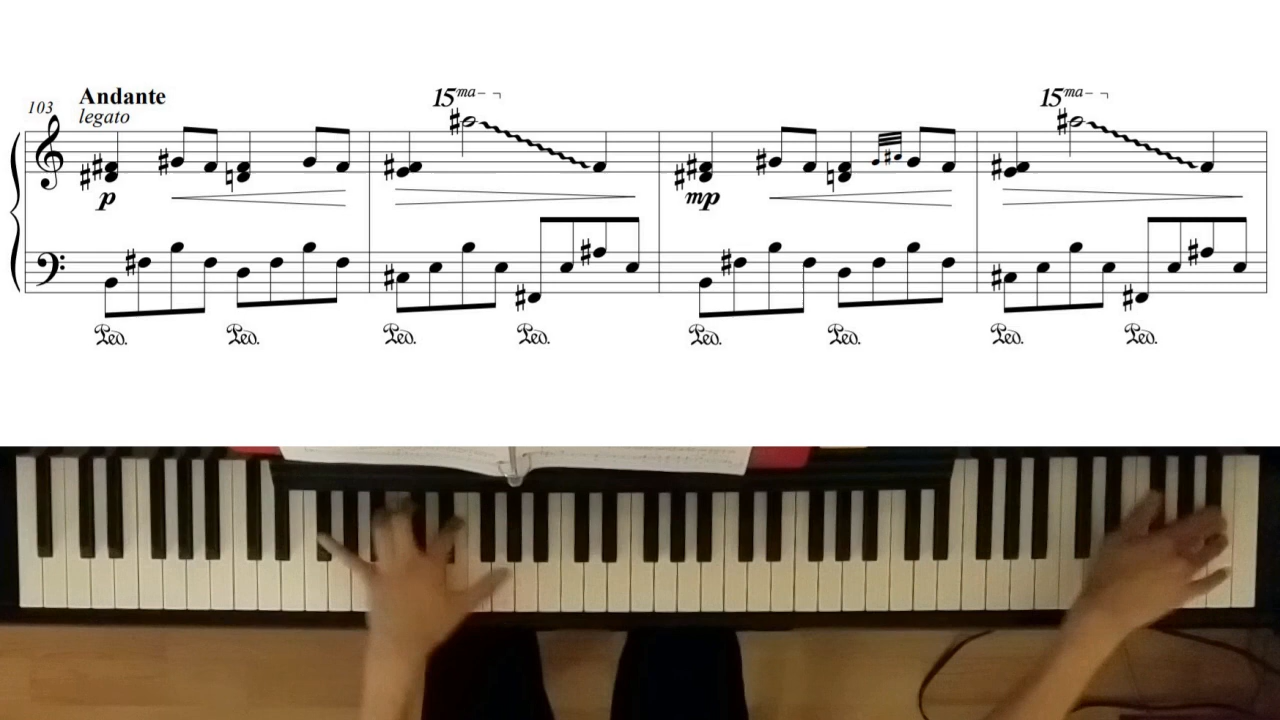 Andante
103
legato
15ma
15ma
p
mp
Ped. Ped. Ped. Ped. Ped. Ped. Ped. Ped.